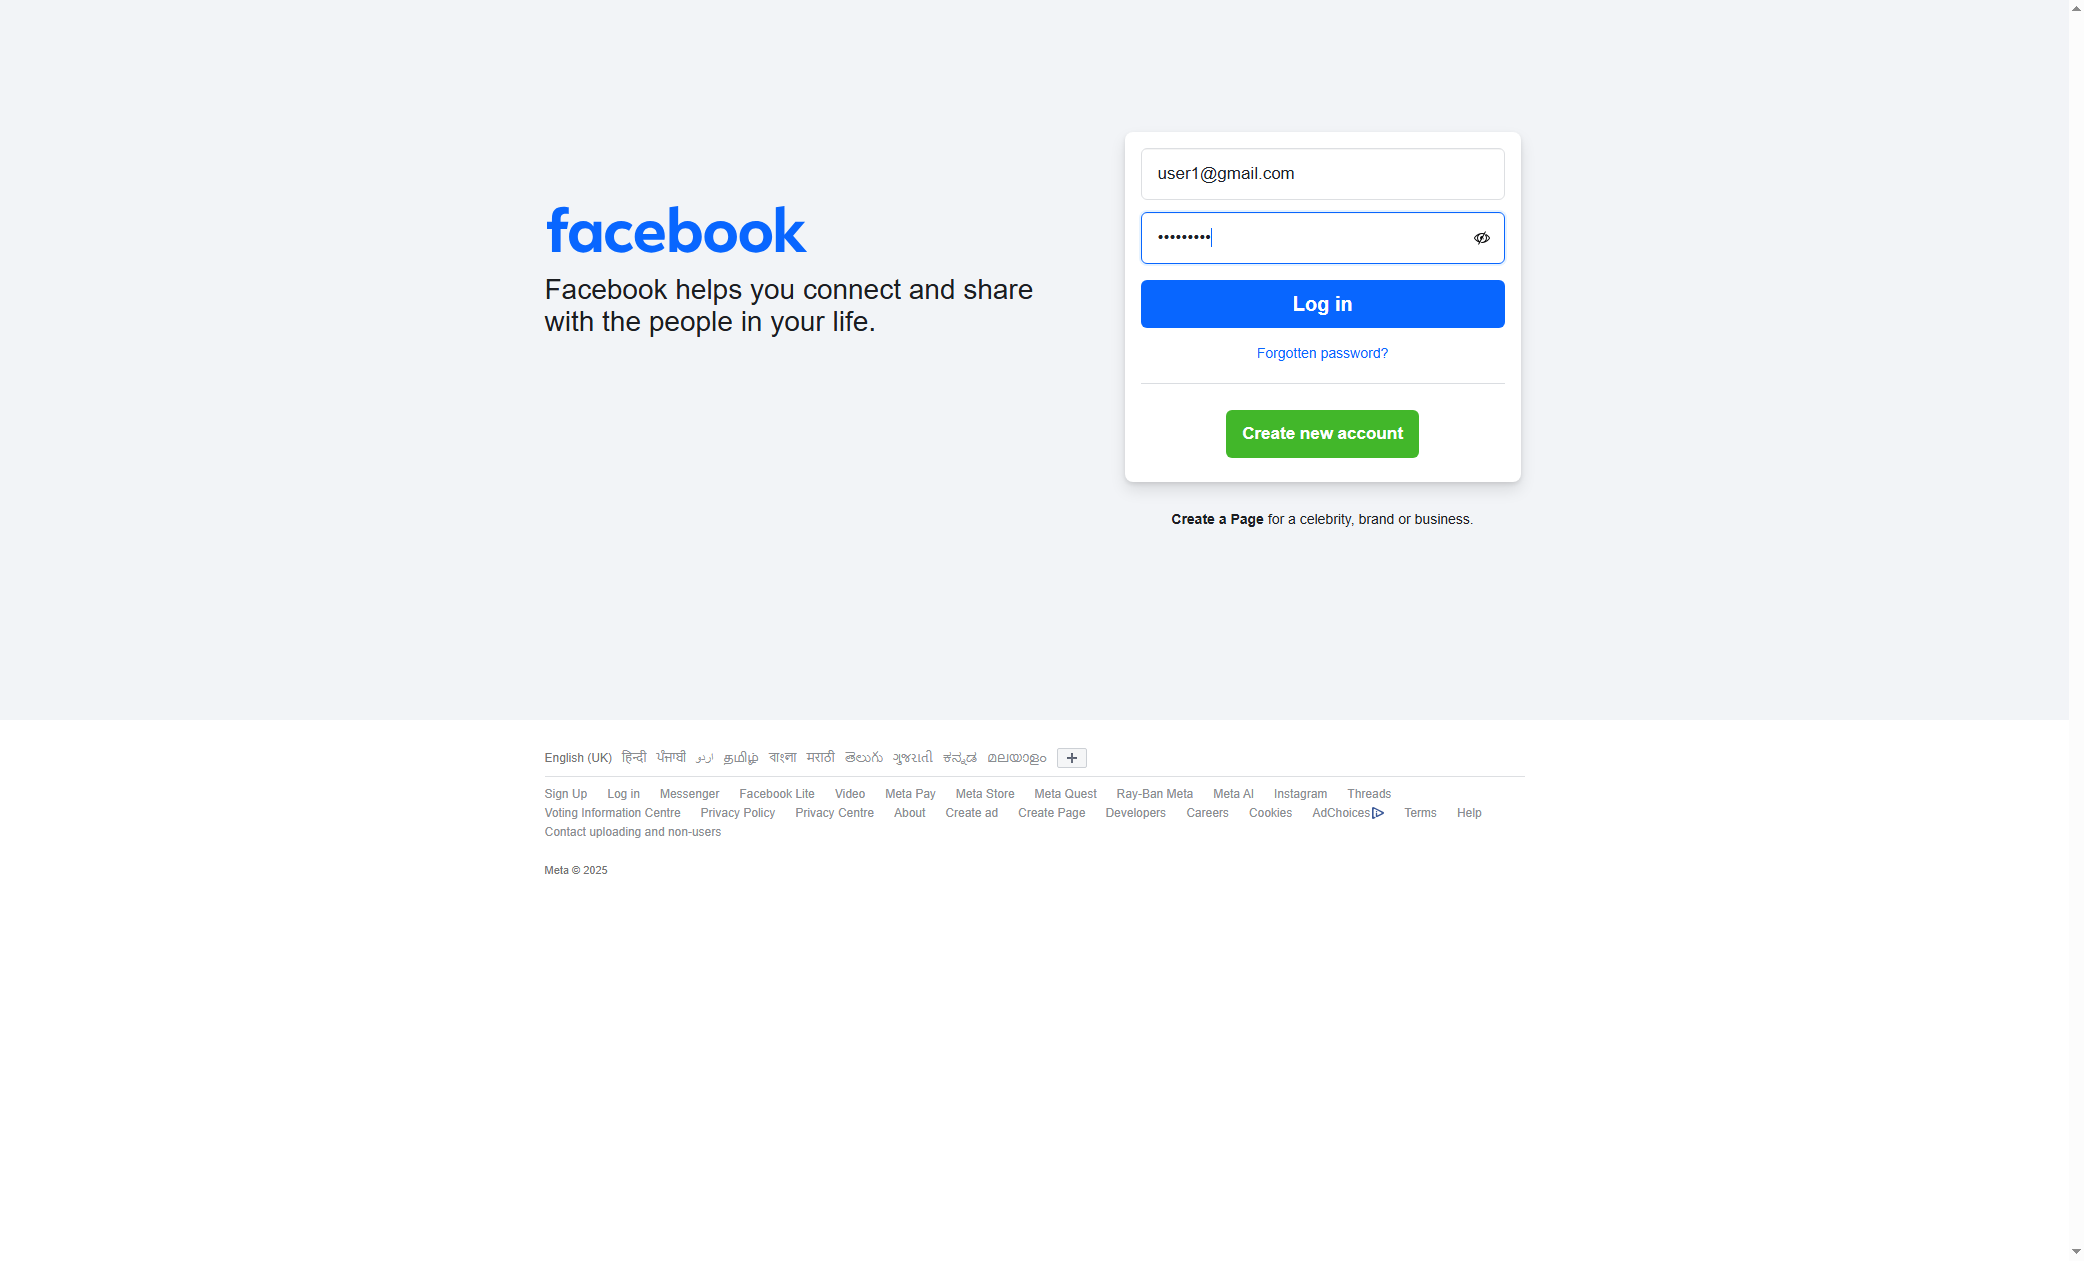 facebook
Facebook helps you connect and share
with the people in your life.
user1@gmail.com
•••••••••
Log in
Forgotten password?
Create new account
Create a Page for a celebrity, brand or business.
English (UK) हिन्दी ਪੰਜਾਬੀ اردو தமிழ் বাংলা मराठी తెలుగు ગુજરાતી ಕನ್ನಡ മലയാളം +
Sign Up Log in Messenger Facebook Lite Video Meta Pay Meta Store Meta Quest Ray-Ban Meta Meta AI Instagram Threads
Voting Information Centre Privacy Policy Privacy Centre About Create ad Create Page Developers Careers Cookies AdChoices Terms Help
Contact uploading and non-users
Meta © 2025